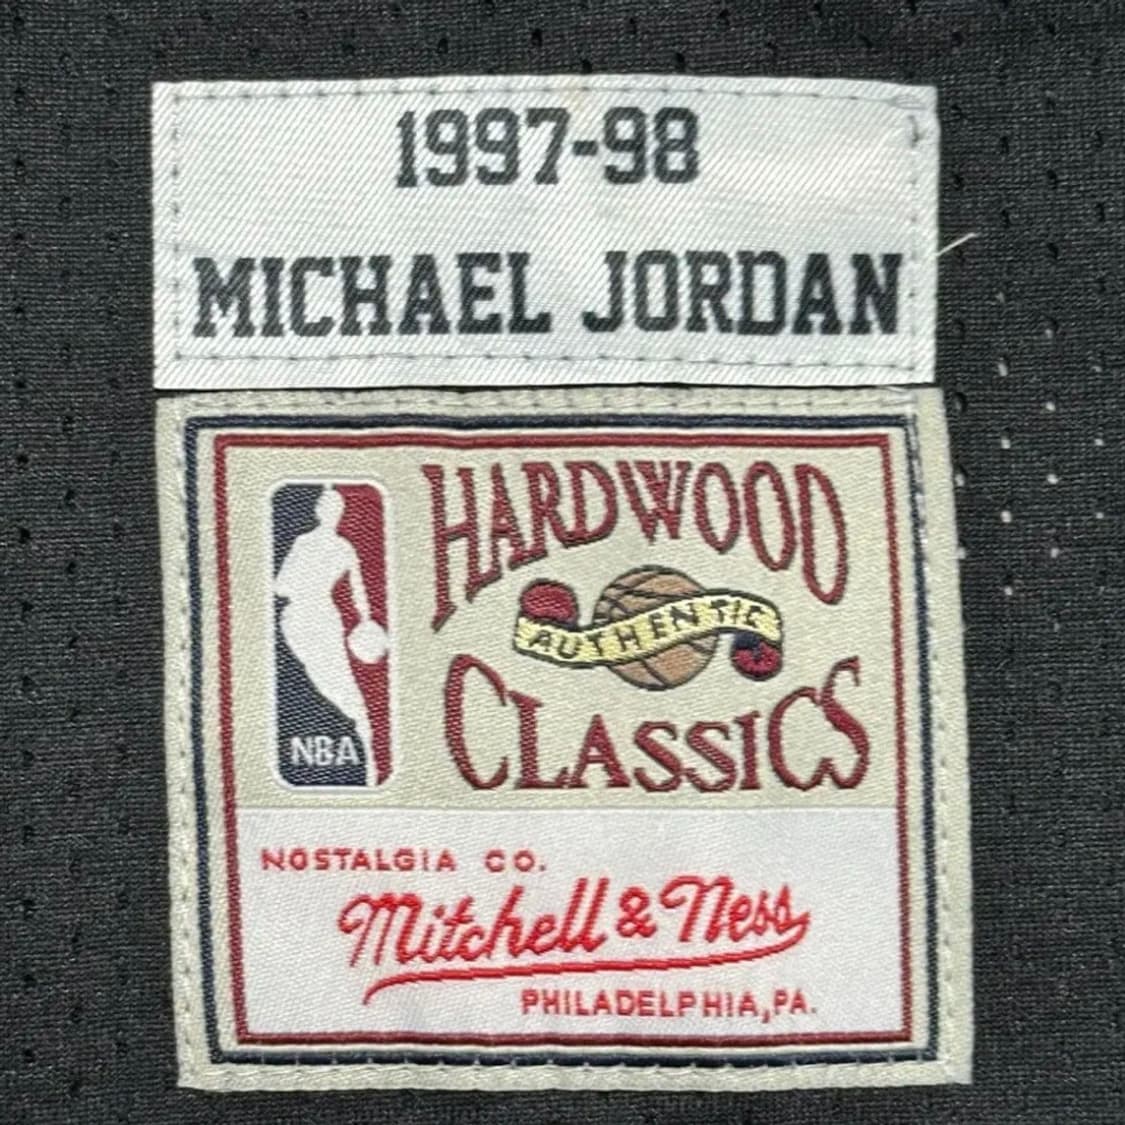 1997-98
MICHAEL JORDAN
HARDWOOD
AUTHENTIC
CLASSICS
NBA
NOSTALGIA CO.
Mitchell & Ness
PHILADELPHIA, PA.